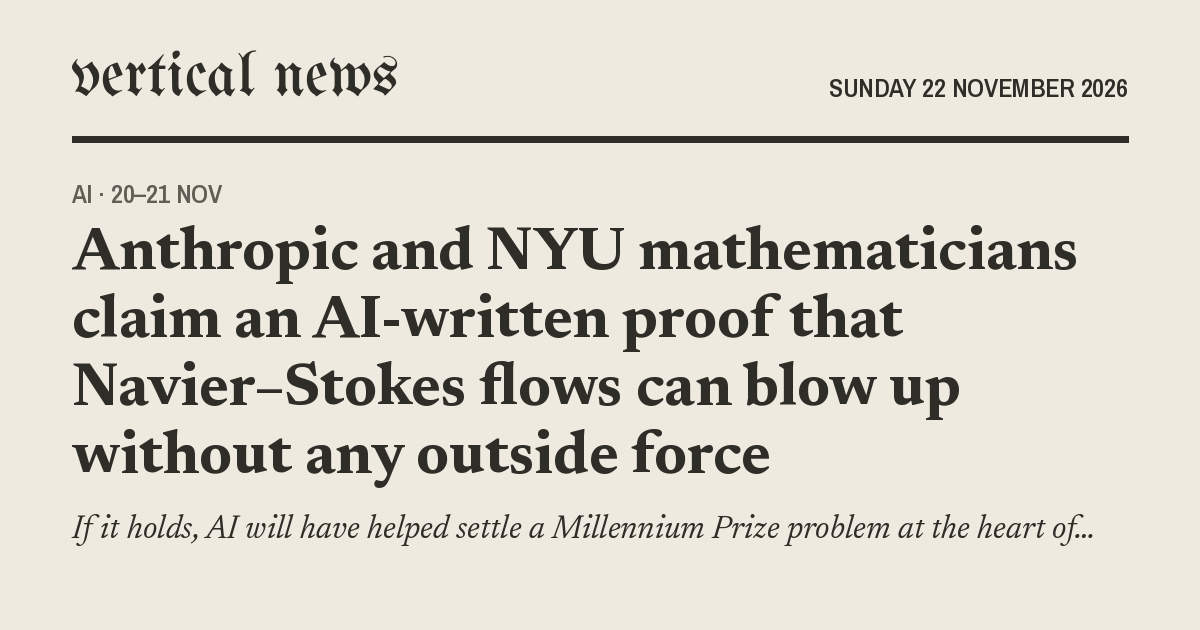 vertical news
SUNDAY 22 NOVEMBER 2026
AI · 20–21 NOV
Anthropic and NYU mathematicians
claim an AI-written proof that
Navier–Stokes flows can blow up
without any outside force
If it holds, AI will have helped settle a Millennium Prize problem at the heart of...